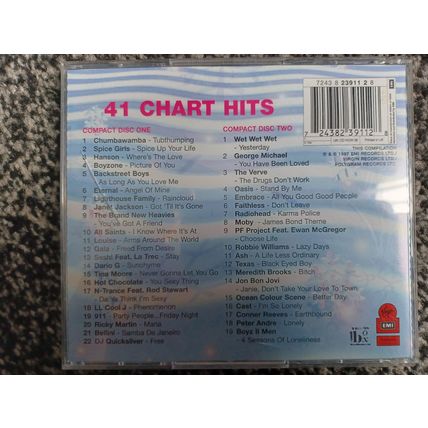 7243 8 23911 2 8
41 CHART HITS
COMPACT DISC ONE
1 Chumbawamba - Tubthumping
2 Spice Girls - Spice Up Your Life
3 Hanson - Where's The Love
4 Boyzone - Picture Of You
5 Backstreet Boys
- As Long As You Love Me
6 Eternal - Angel Of Mine
7 Lighthouse Family - Raincloud
8 Janet Jackson - Got 'Til It's Gone
9 The Brand New Heavies
- You've Got A Friend
10 All Saints - I Know Where It's At
11 Louise - Arms Around The World
12 Gala - Freed From Desire
13 Sash! Feat. La Trec - Stay
14 Dario G - Sunchyme
15 Tina Moore - Never Gonna Let You Go
16 Hot Chocolate - You Sexy Thing
17 N-Trance Feat. Rod Stewart
- Da Ya Think I'm Sexy
18 LL Cool J - Phenomenon
19 911 - Party People...Friday Night
20 Ricky Martin - Maria
21 Bellini - Samba De Janeiro
22 DJ Quicksilver - Free
COMPACT DISC TWO
1 Wet Wet Wet
- Yesterday
2 George Michael
- You Have Been Loved
3 The Verve
- The Drugs Don't Work
4 Oasis - Stand By Me
5 Embrace - All You Good Good People
6 Faithless - Don't Leave
7 Radiohead - Karma Police
8 Moby - James Bond Theme
9 PF Project Feat. Ewan McGregor
- Choose Life
10 Robbie Williams - Lazy Days
11 Ash - A Life Less Ordinary
12 Texas - Black Eyed Boy
13 Meredith Brooks - Bitch
14 Jon Bon Jovi
- Janie, Don't Take Your Love To Town
15 Ocean Colour Scene - Better Day
16 Cast - I'm So Lonely
17 Conner Reeves - Earthbound
18 Peter Andre - Lonely
19 Boyz II Men
- 4 Seasons Of Loneliness
7 24382 39112 8
THIS COMPILATION
℗ & © 1997 EMI RECORDS LTD./
VIRGIN RECORDS LTD./
POLYGRAM RECORDS LTD.
Virgin
EMI